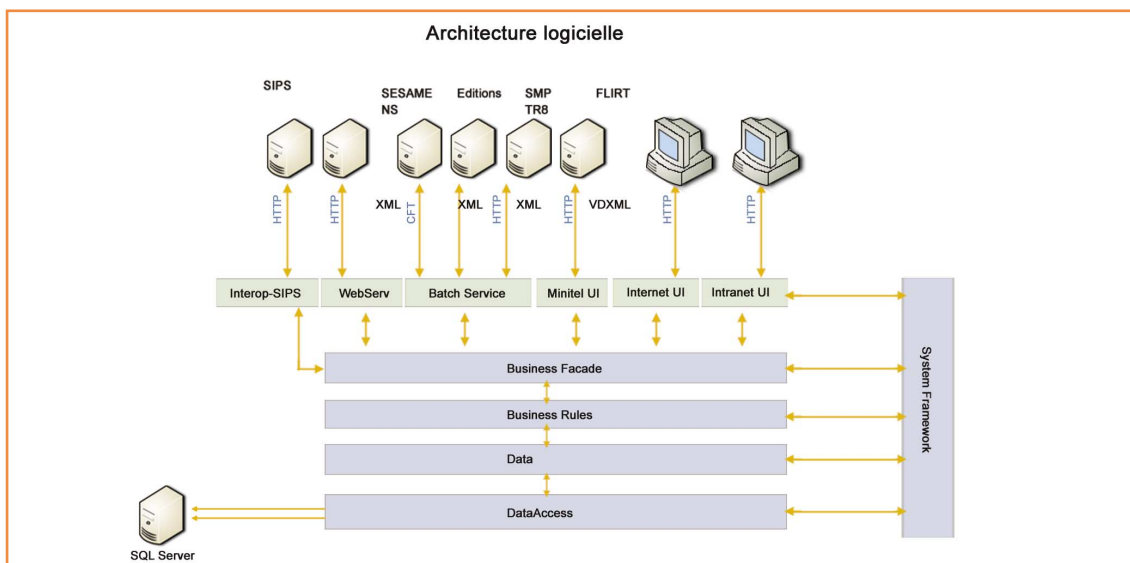 Architecture logicielle
SIPS
SESAME
NS
Editions
SMP
TR8
FLIRT
HTTP
HTTP
XML
CFT
XML
HTTP
XML
HTTP
VDXML
HTTP
HTTP
Interop-SIPS
WebServ
Batch Service
Minitel UI
Internet UI
Intranet UI
System Framework
Business Facade
Business Rules
Data
DataAccess
SQL Server